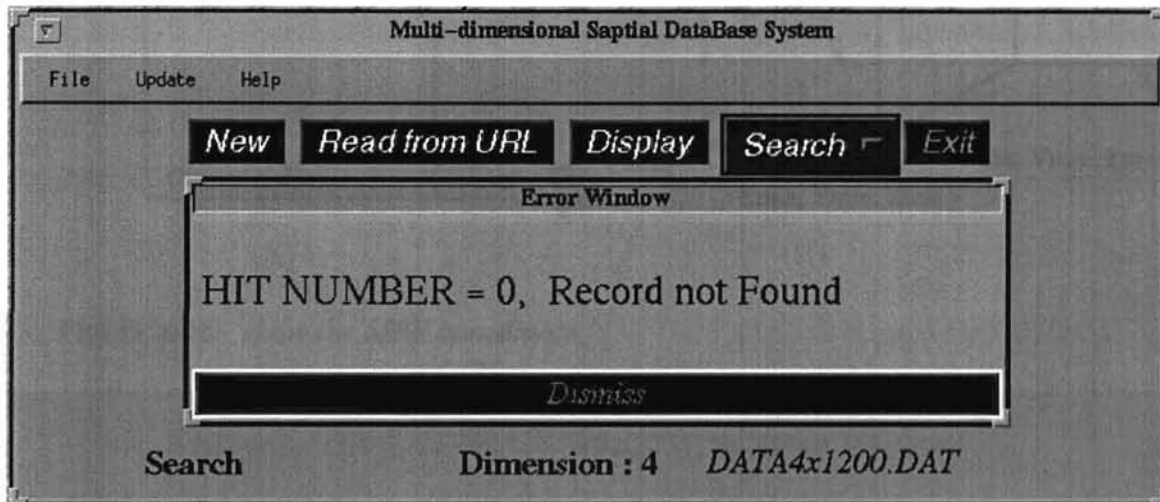 Multi-dimensional Saptial DataBase System
File Update Help
New Read from URL Display Search Exit
Error Window
HIT NUMBER = 0, Record not Found
Dismiss
Search Dimension : 4 DATA4x1200.DAT